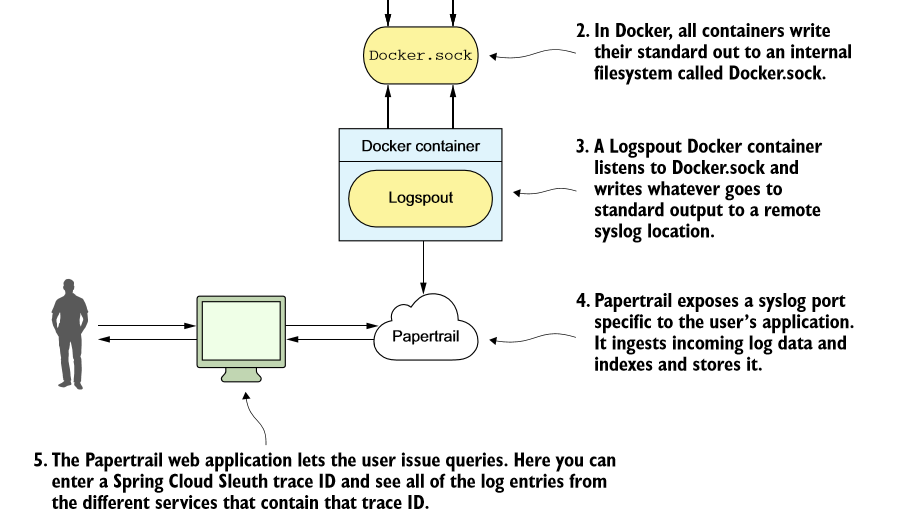 Docker.sock
2. In Docker, all containers write
their standard out to an internal
filesystem called Docker.sock.
Docker container
Logspout
3. A Logspout Docker container
listens to Docker.sock and
writes whatever goes to
standard output to a remote
syslog location.
Papertrail
4. Papertrail exposes a syslog port
specific to the user's application.
It ingests incoming log data and
indexes and stores it.
5. The Papertrail web application lets the user issue queries. Here you can
enter a Spring Cloud Sleuth trace ID and see all of the log entries from
the different services that contain that trace ID.